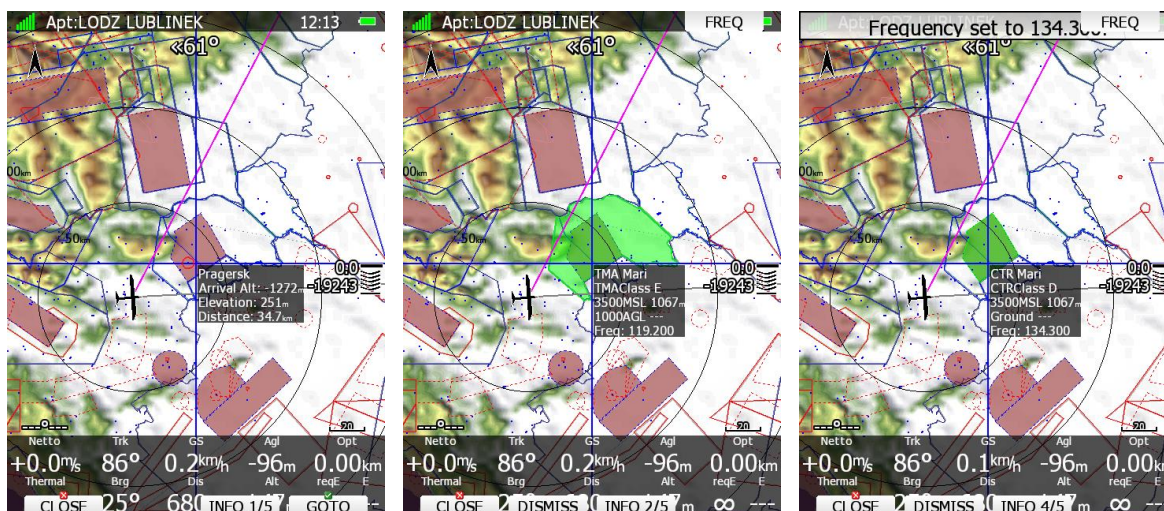 Apt:LODZ LUBLINEK 12:13
<<61°
50km
Pragersk
Arrival Alt: -1272m
Elevation: 251m
Distance: 34.7km
0.0
-19243
20
Netto Trk GS Agl Opt
+0.0m/s 86° 0.2km/h -96m 0.00km
Thermal Brg Dis Alt reqE E
CLOSE 25° 680 INFO 1/5 m GOTO --
Apt:LODZ LUBLINEK FREQ
<<61°
00km
50km
TMA Mari
TMAClass E
3500MSL 1067m
1000AGL ---
Freq: 119.200
0.0
-19243
20
Netto Trk GS Agl Opt
+0.0m/s 86° 0.2km/h -96m 0.00km
Thermal Brg Dis Alt reqE E
CLOSE DISMISS INFO 2/5 m ∞ ---
Frequency set to 134.300. FREQ
<<61°
00km
50km
CTR Mari
CTRClass D
3500MSL 1067m
Ground ---
Freq: 134.300
0.0
-19243
20
Netto Trk GS Agl Opt
+0.0m/s 86° 0.1km/h -96m 0.00km
Thermal Brg Dis Alt reqE E
CLOSE DISMISS INFO 4/5 m ∞ ---